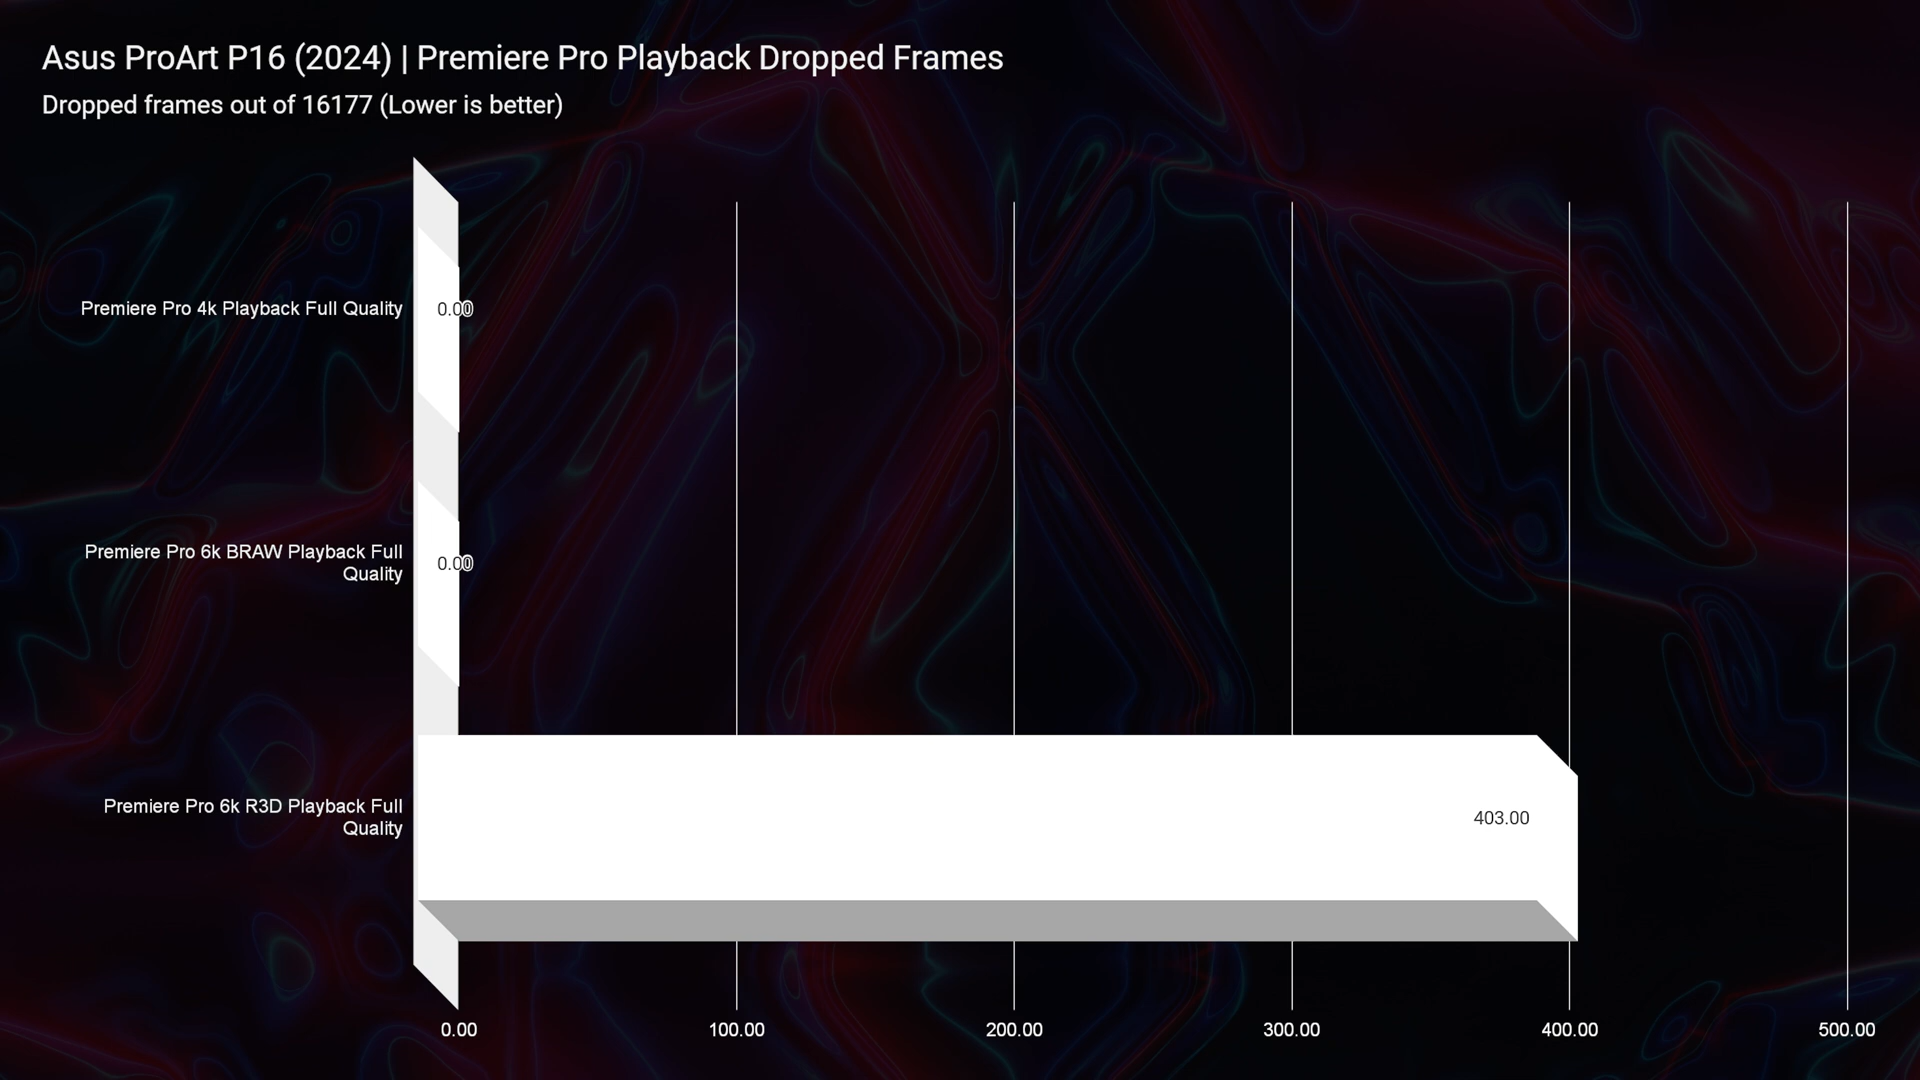 Asus ProArt P16 (2024) | Premiere Pro Playback Dropped Frames
Dropped frames out of 16177 (Lower is better)
Premiere Pro 4k Playback Full Quality
0.00
Premiere Pro 6k BRAW Playback Full
Quality
0.00
Premiere Pro 6k R3D Playback Full
Quality
403.00
0.00
100.00
200.00
300.00
400.00
500.00